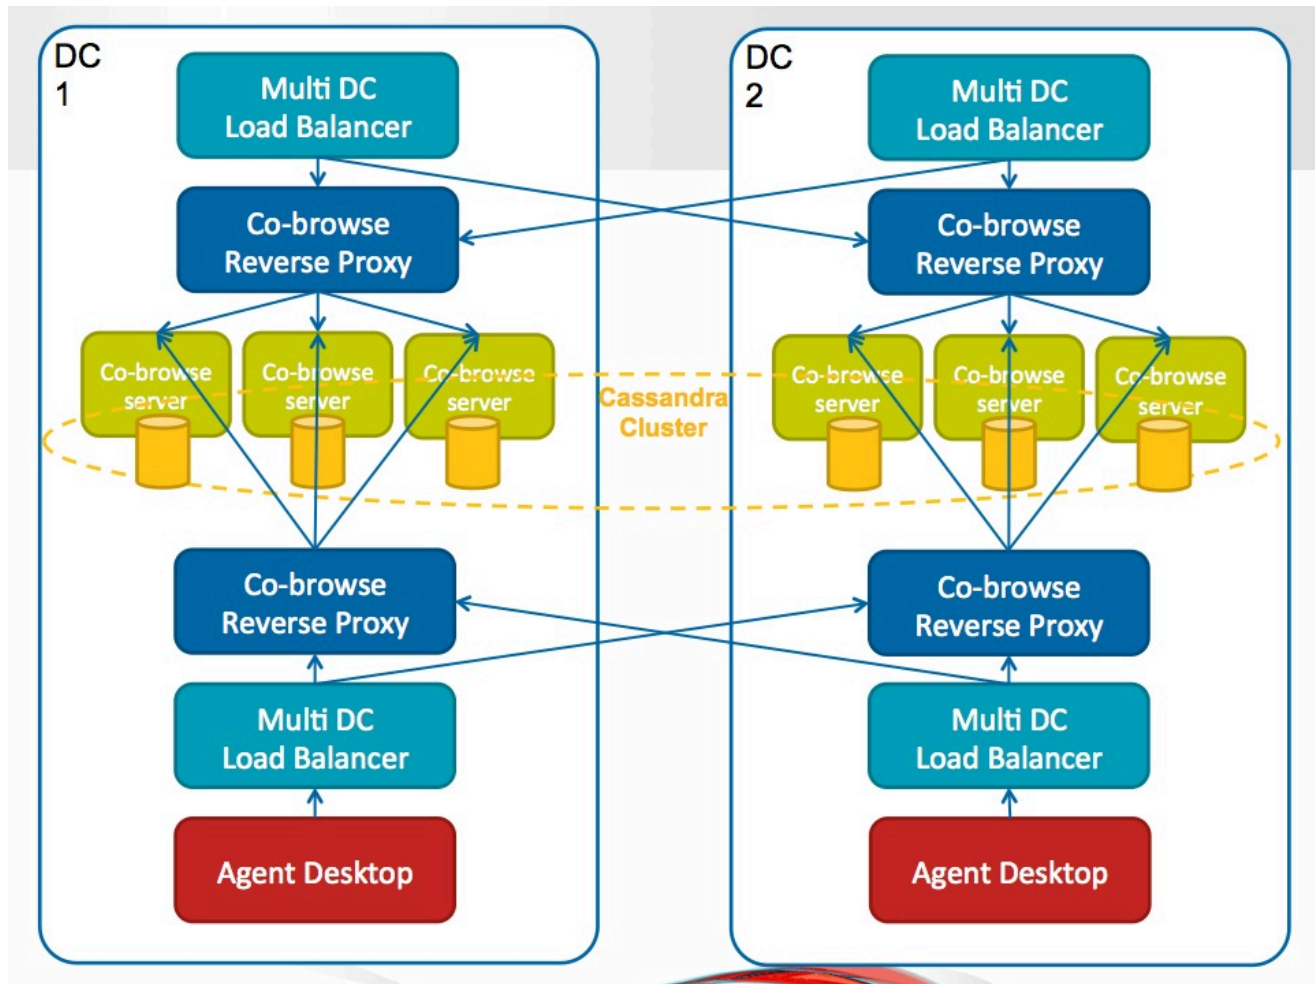 DC
1
Multi DC
Load Balancer
Co-browse
Reverse Proxy
Co-browse
server
Co-browse
server
Co-browse
server
Co-browse
Reverse Proxy
Multi DC
Load Balancer
Agent Desktop
Cassandra
Cluster
DC
2
Multi DC
Load Balancer
Co-browse
Reverse Proxy
Co-browse
server
Co-browse
server
Co-browse
server
Co-browse
Reverse Proxy
Multi DC
Load Balancer
Agent Desktop